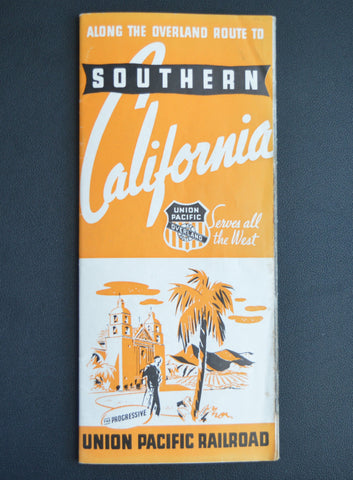 ALONG THE OVERLAND ROUTE TO
SOUTHERN
California
UNION
PACIFIC
OVERLAND
Serves all
the West
THE PROGRESSIVE
UNION PACIFIC RAILROAD